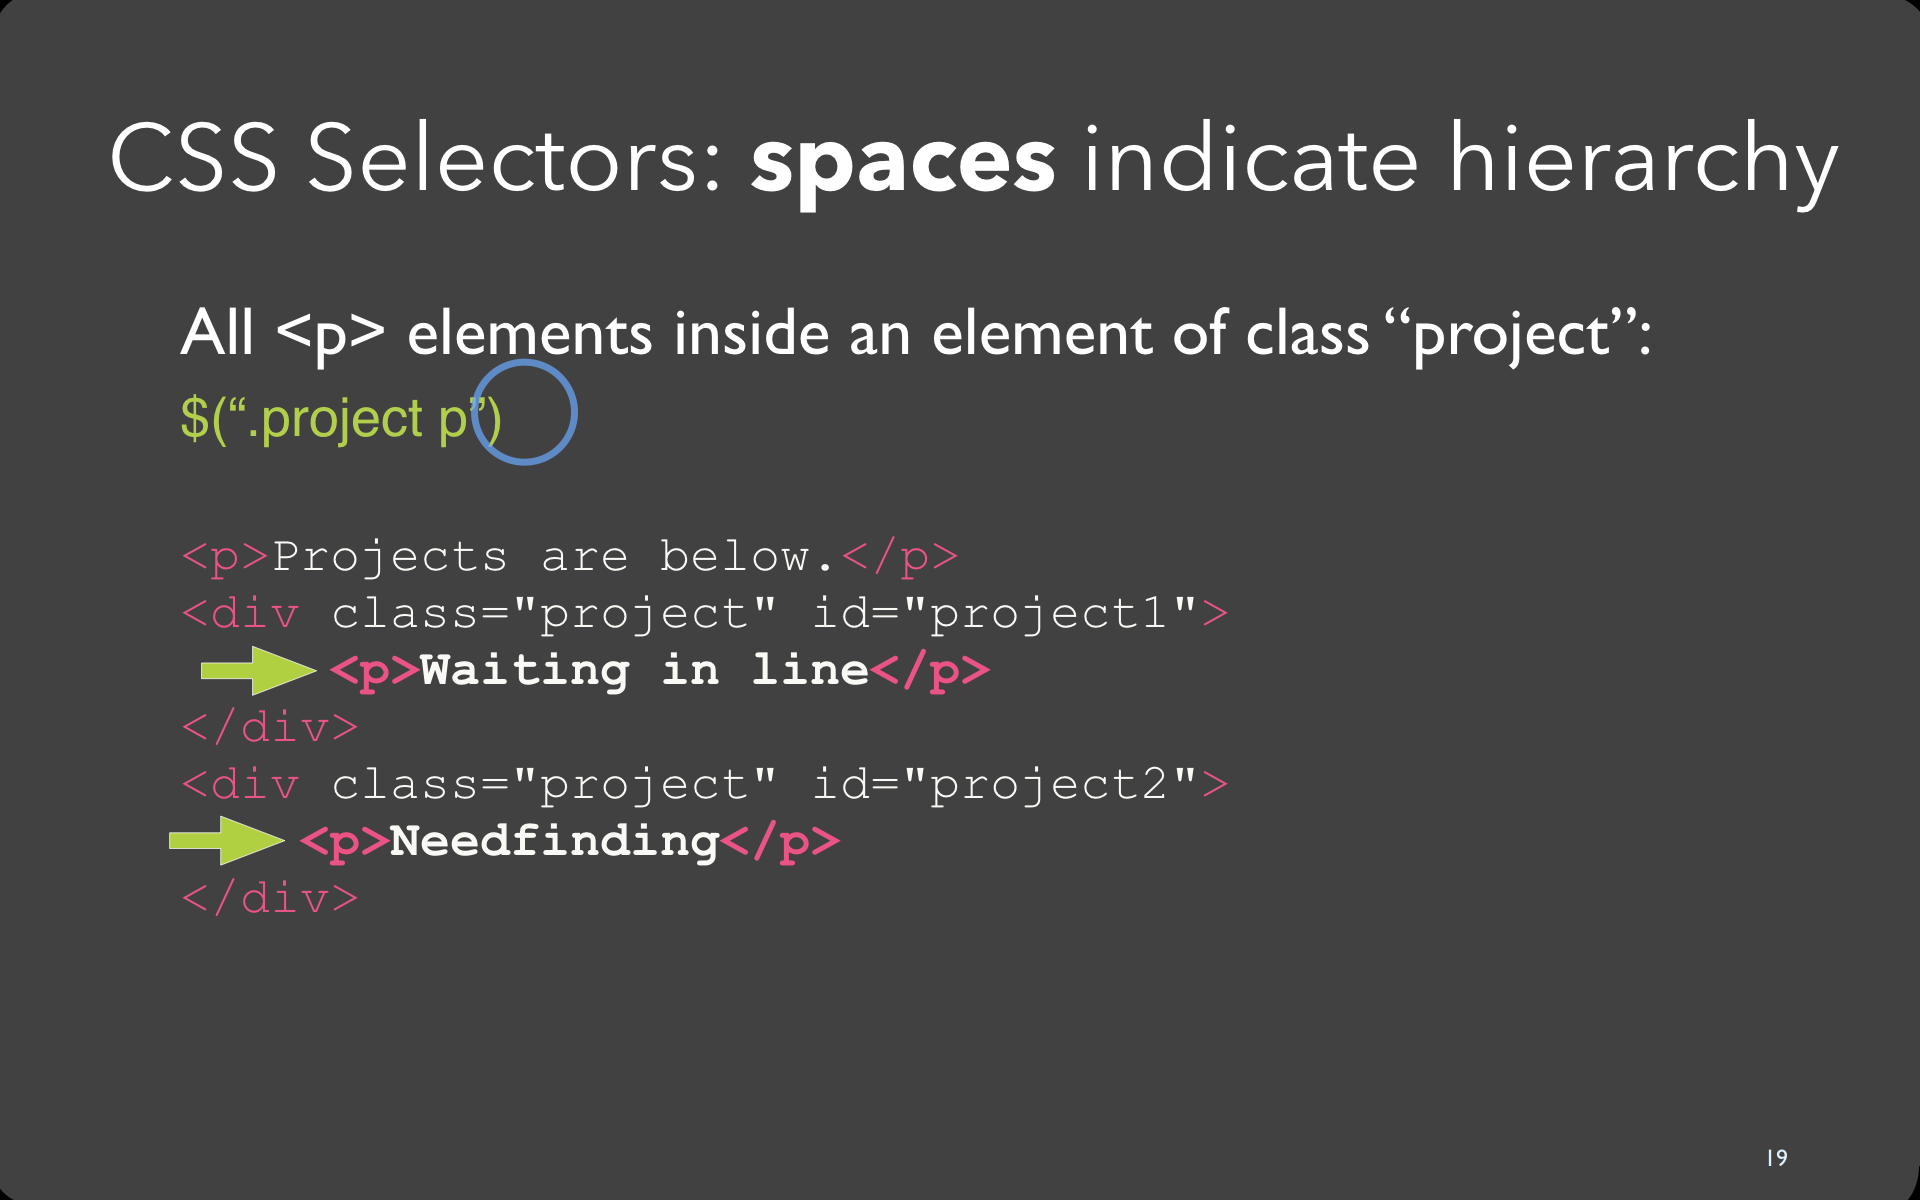 CSS Selectors: spaces indicate hierarchy
All <p> elements inside an element of class “project”:
$(“.project p”)
<p>Projects are below.</p>
<div class="project" id="project1">
<p>Waiting in line</p>
</div>
<div class="project" id="project2">
<p>Needfinding</p>
</div>
19